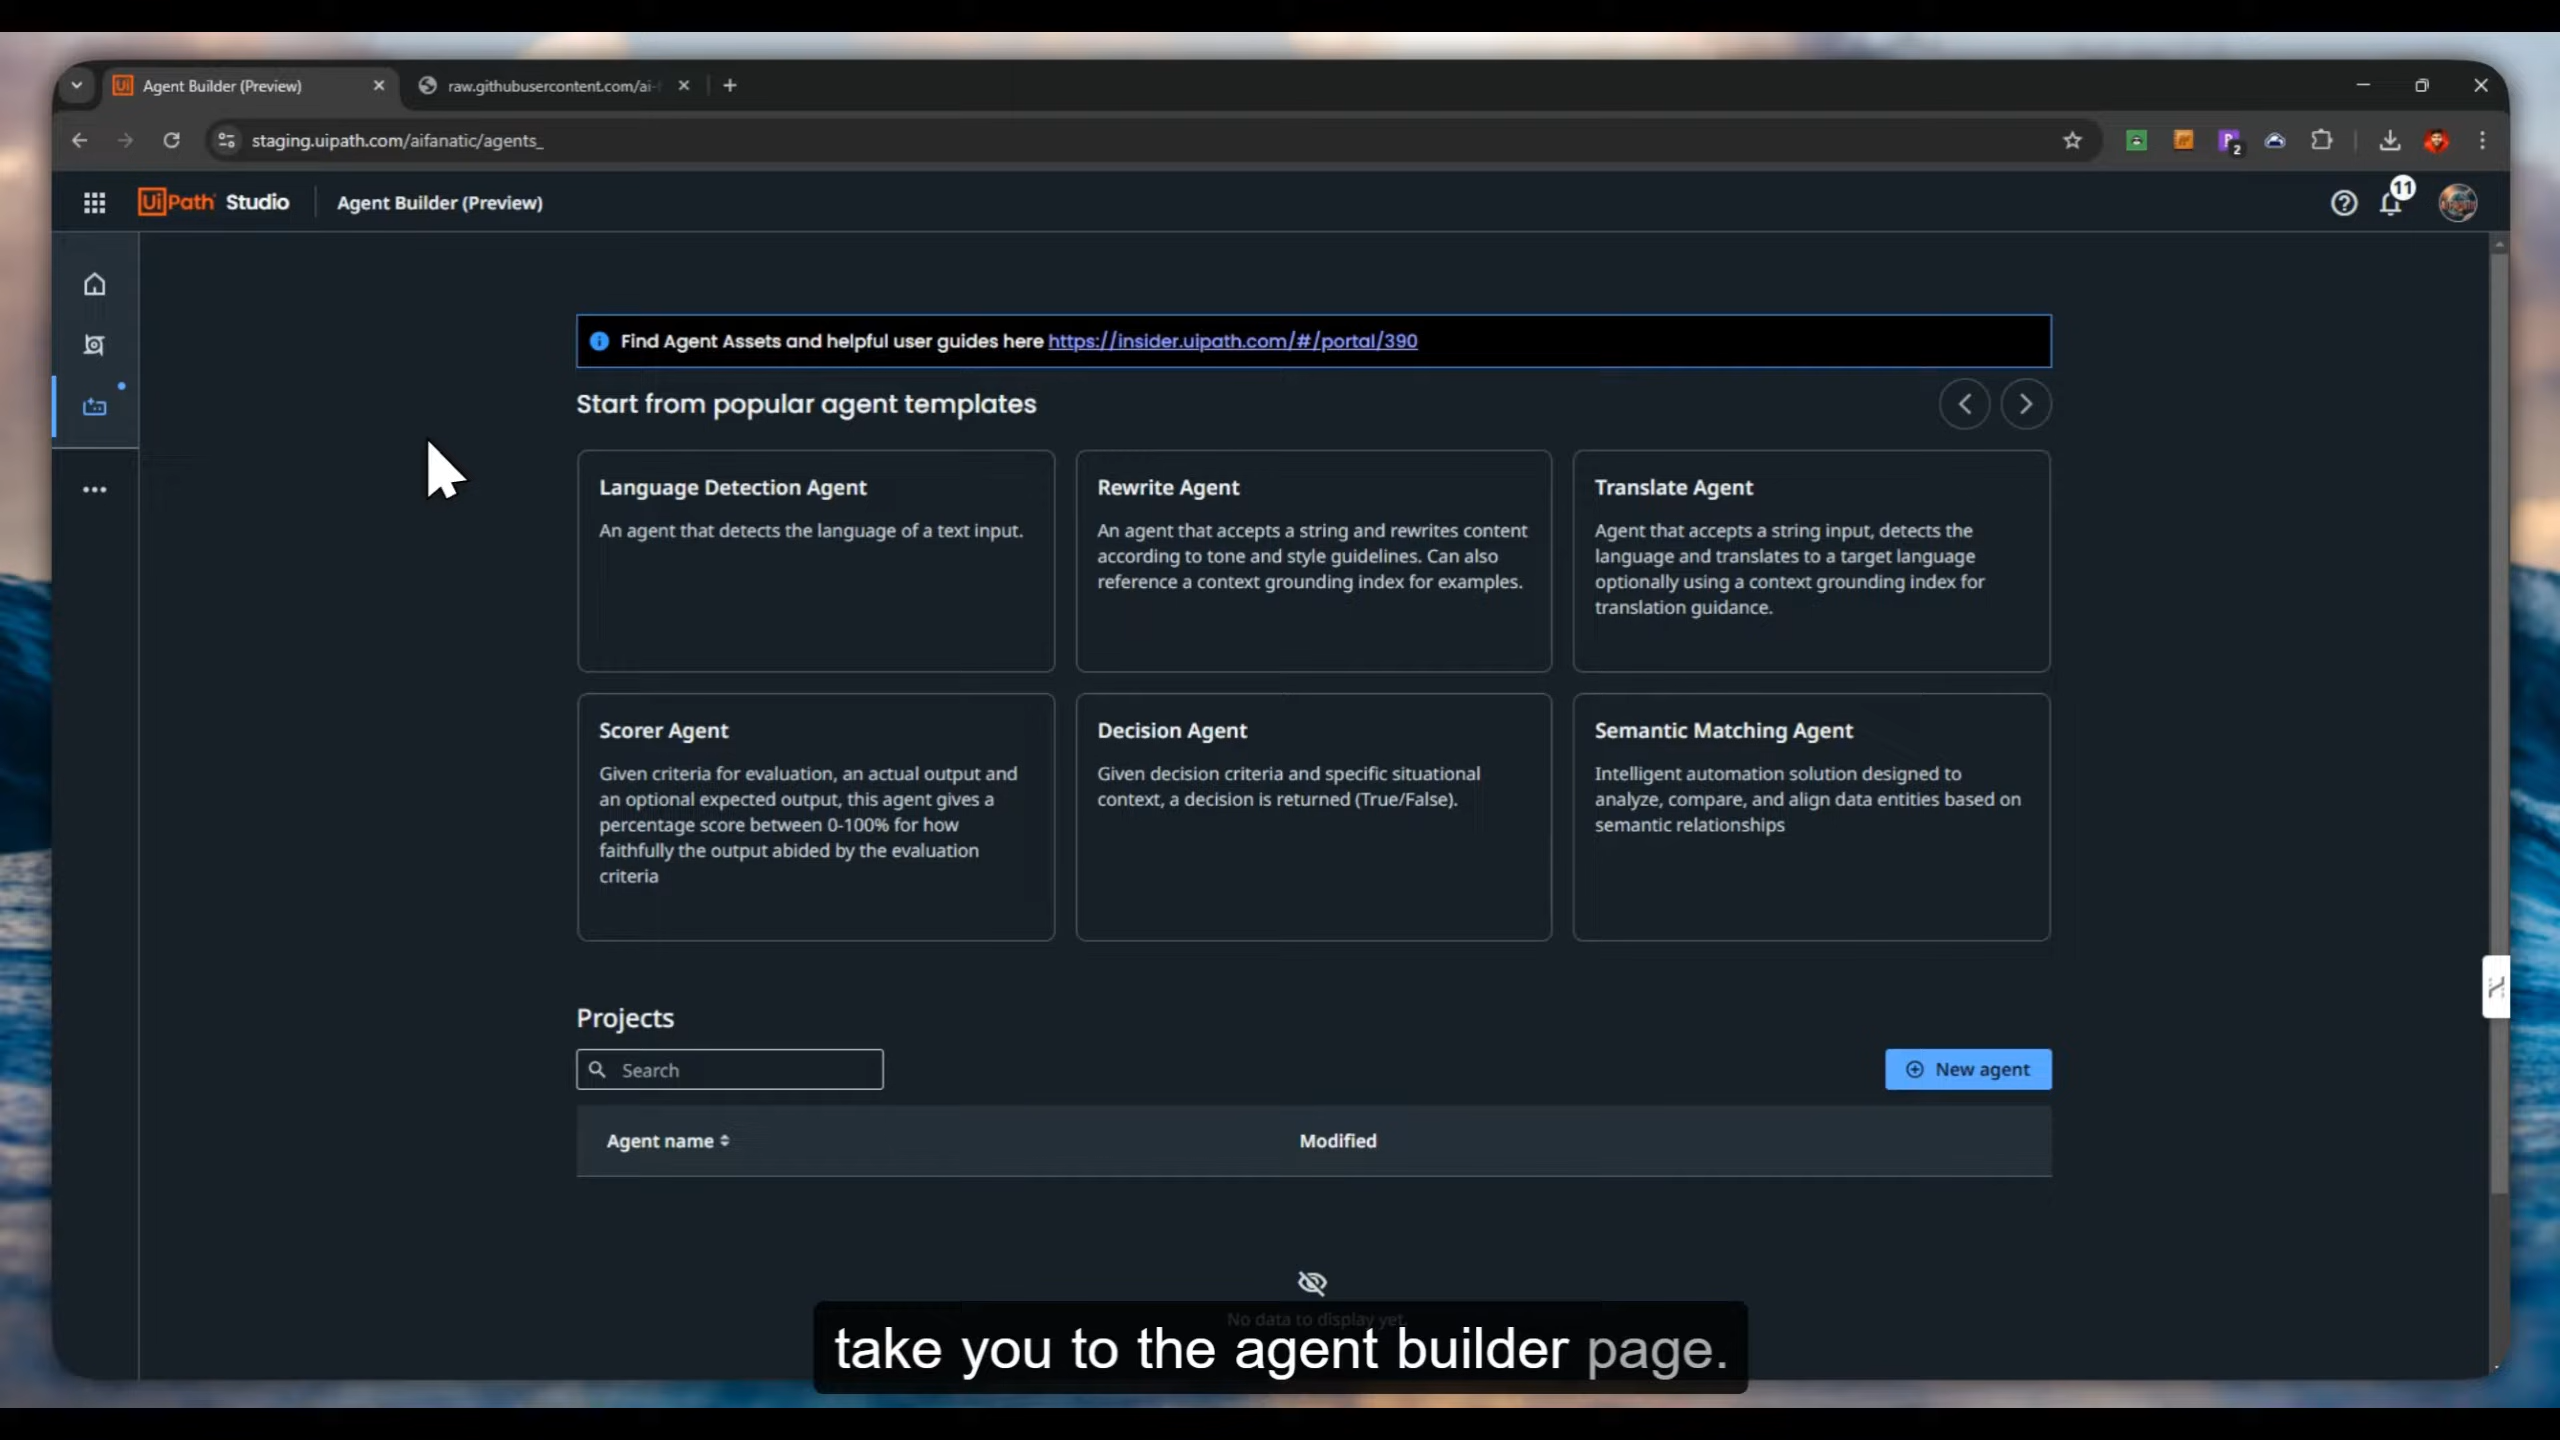 Agent Builder (Preview)
raw.githubusercontent.com/ai-
staging.uipath.com/aifanatic/agents_
2
UiPath Studio
Agent Builder (Preview)
11
Find Agent Assets and helpful user guides here https://insider.uipath.com/#/portal/390
Start from popular agent templates
Language Detection Agent
An agent that detects the language of a text input.
Rewrite Agent
An agent that accepts a string and rewrites content
according to tone and style guidelines. Can also
reference a context grounding index for examples.
Translate Agent
Agent that accepts a string input, detects the
language and translates to a target language
optionally using a context grounding index for
translation guidance.
Scorer Agent
Given criteria for evaluation, an actual output and
an optional expected output, this agent gives a
percentage score between 0-100% for how
faithfully the output abided by the evaluation
criteria
Decision Agent
Given decision criteria and specific situational
context, a decision is returned (True/False).
Semantic Matching Agent
Intelligent automation solution designed to
analyze, compare, and align data entities based on
semantic relationships
Projects
Search
New agent
Agent name
Modified
No data to display yet.
take you to the agent builder page.